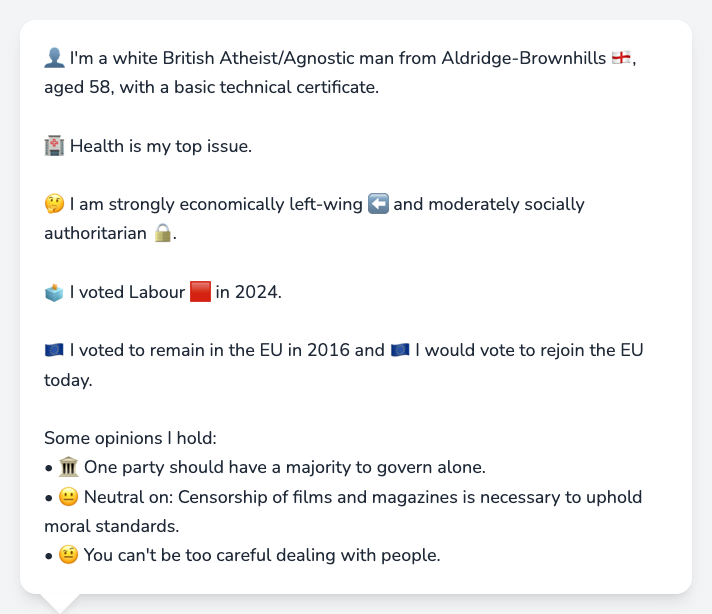 👤 I'm a white British Atheist/Agnostic man from Aldridge-Brownhills 🏴󠁧󠁢󠁥󠁮󠁧󠁿,
aged 58, with a basic technical certificate.
🏥 Health is my top issue.
🤔 I am strongly economically left-wing ⬅️ and moderately socially
authoritarian 🔒.
🗳️ I voted Labour 🟥 in 2024.
🇪🇺 I voted to remain in the EU in 2016 and 🇪🇺 I would vote to rejoin the EU
today.
Some opinions I hold:
• 🏛️ One party should have a majority to govern alone.
• 😐 Neutral on: Censorship of films and magazines is necessary to uphold
moral standards.
• 🤨 You can't be too careful dealing with people.